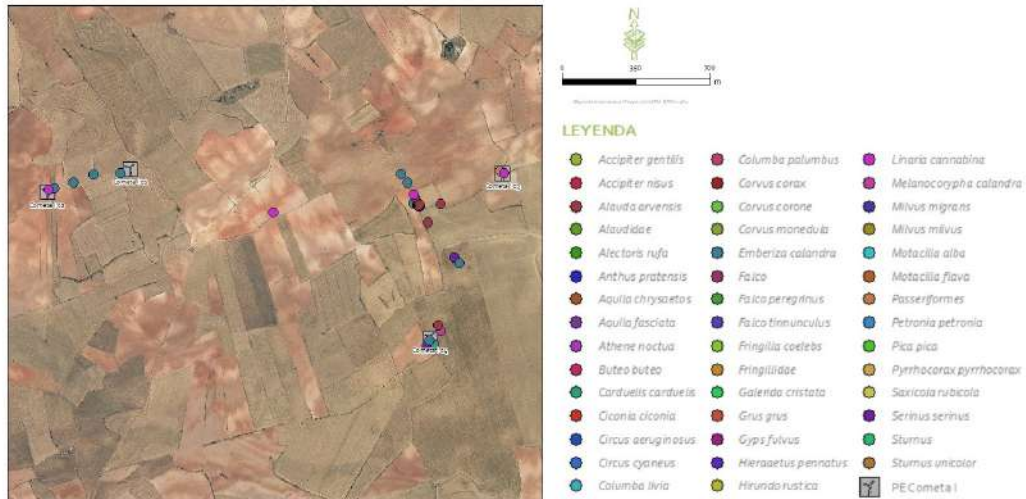 N
0 350 700
m
LEYENDA
Accipiter gentilis
Accipiter nisus
Alauda arvensis
Alaudidae
Alectoris rufa
Anthus pratensis
Aquila chrysaetos
Aquila fasciata
Athene noctua
Buteo buteo
Carduelis carduelis
Ciconia ciconia
Circus aeruginosus
Circus cyaneus
Columba livia
Columba palumbus
Corvus corax
Corvus corone
Corvus monedula
Emberiza calandra
Falco
Falco peregrinus
Falco tinnunculus
Fringilla coelebs
Fringillidae
Galerida cristata
Grus grus
Gyps fulvus
Hieraaetus pennatus
Hirundo rustica
Linaria cannabina
Melanocorypha calandra
Milvus migrans
Milvus milvus
Motacilla alba
Motacilla flava
Passeriformes
Petronia petronia
Pica pica
Pyrrhocorax pyrrhocorax
Saxicola rubicola
Serinus serinus
Sturnus
Sturnus unicolor
PE Cometa I